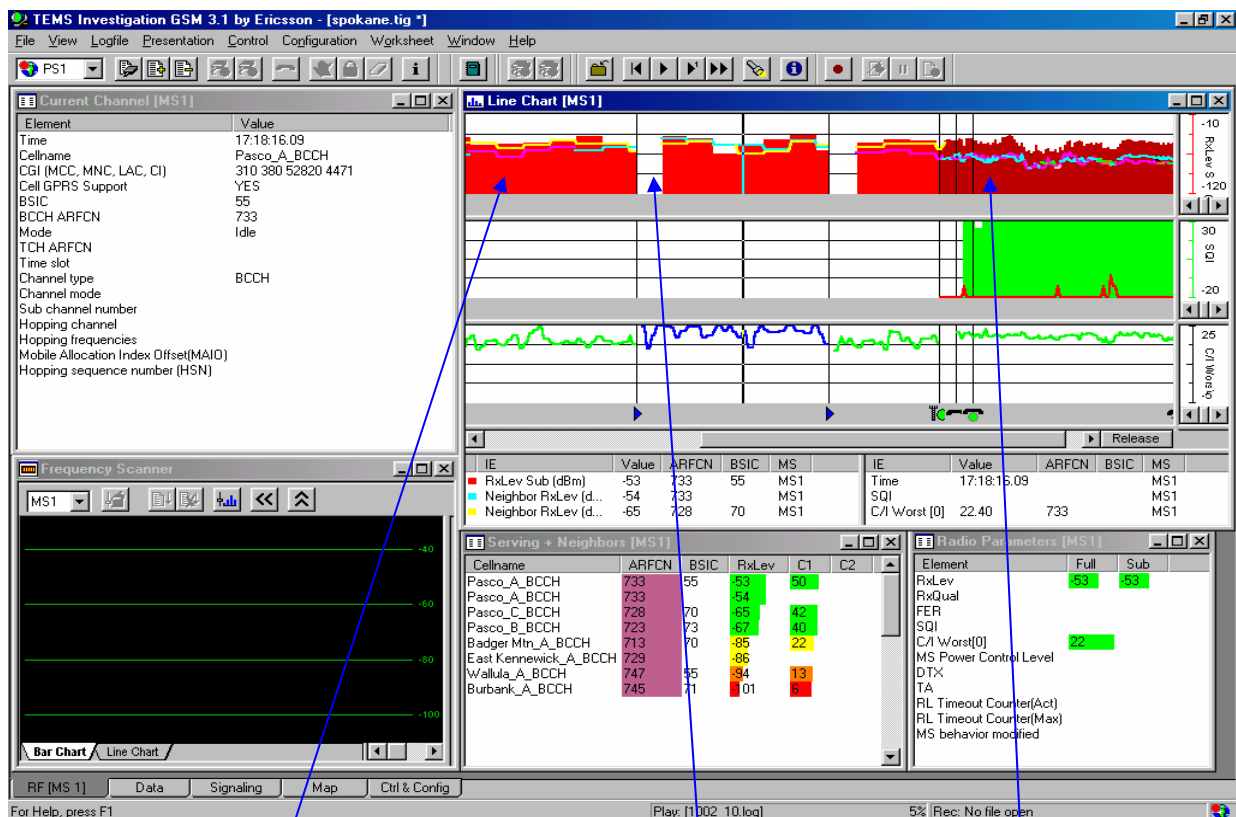 TEMS Investigation GSM 3.1 by Ericsson - [spokane.tig *]
File View Logfile Presentation Control Configuration Worksheet Window Help
PS1
Current Channel [MS1]
Element Value
Time 17:18:16.09
Cellname Pasco_A_BCCH
CGI (MCC, MNC, LAC, CI) 310 380 52820 4471
Cell GPRS Support YES
BSIC 55
BCCH ARFCN 733
Mode Idle
TCH ARFCN
Time slot
Channel type BCCH
Channel mode
Sub channel number
Hopping channel
Hopping frequencies
Mobile Allocation Index Offset(MAIO)
Hopping sequence number (HSN)
Line Chart [MS1]
-10
RxLev S
-120
30
SQI
-20
25
C/I Wors
-5
Release
IE Value ARFCN BSIC MS
RxLev Sub (dBm) -53 733 55 MS1
Neighbor RxLev (d... -54 733 MS1
Neighbor RxLev (d... -65 728 70 MS1
IE Value ARFCN BSIC MS
Time 17:18:16.09 MS1
SQI MS1
C/I Worst [0] 22.40 733 MS1
Frequency Scanner
MS1
-40
-60
-80
-100
Bar Chart Line Chart
Serving + Neighbors [MS1]
Cellname ARFCN BSIC RxLev C1 C2
Pasco_A_BCCH 733 55 -53 50
Pasco_A_BCCH 733 -54
Pasco_C_BCCH 728 70 -65 42
Pasco_B_BCCH 723 73 -67 40
Badger Mtn_A_BCCH 713 70 -85 22
East Kennewick_A_BCCH 729 -86
Wallula_A_BCCH 747 55 -94 13
Burbank_A_BCCH 745 71 -101 6
Radio Parameters [MS1]
Element Full Sub
RxLev -53 -53
RxQual
FER
SQI
C/I Worst[0] 22
MS Power Control Level
DTX
TA
RL Timeout Counter(Act)
RL Timeout Counter(Max)
MS behavior modified
RF [MS 1] Data Signaling Map Ctrl & Config
For Help, press F1 Play: [1002_10.log] 5% Rec: No file open